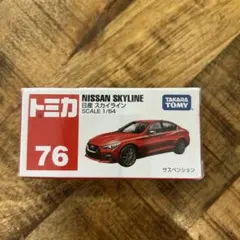 トミカ
76
NISSAN SKYLINE
日産 スカイライン
SCALE 1/64
TAKARA
TOMY
サスペンション